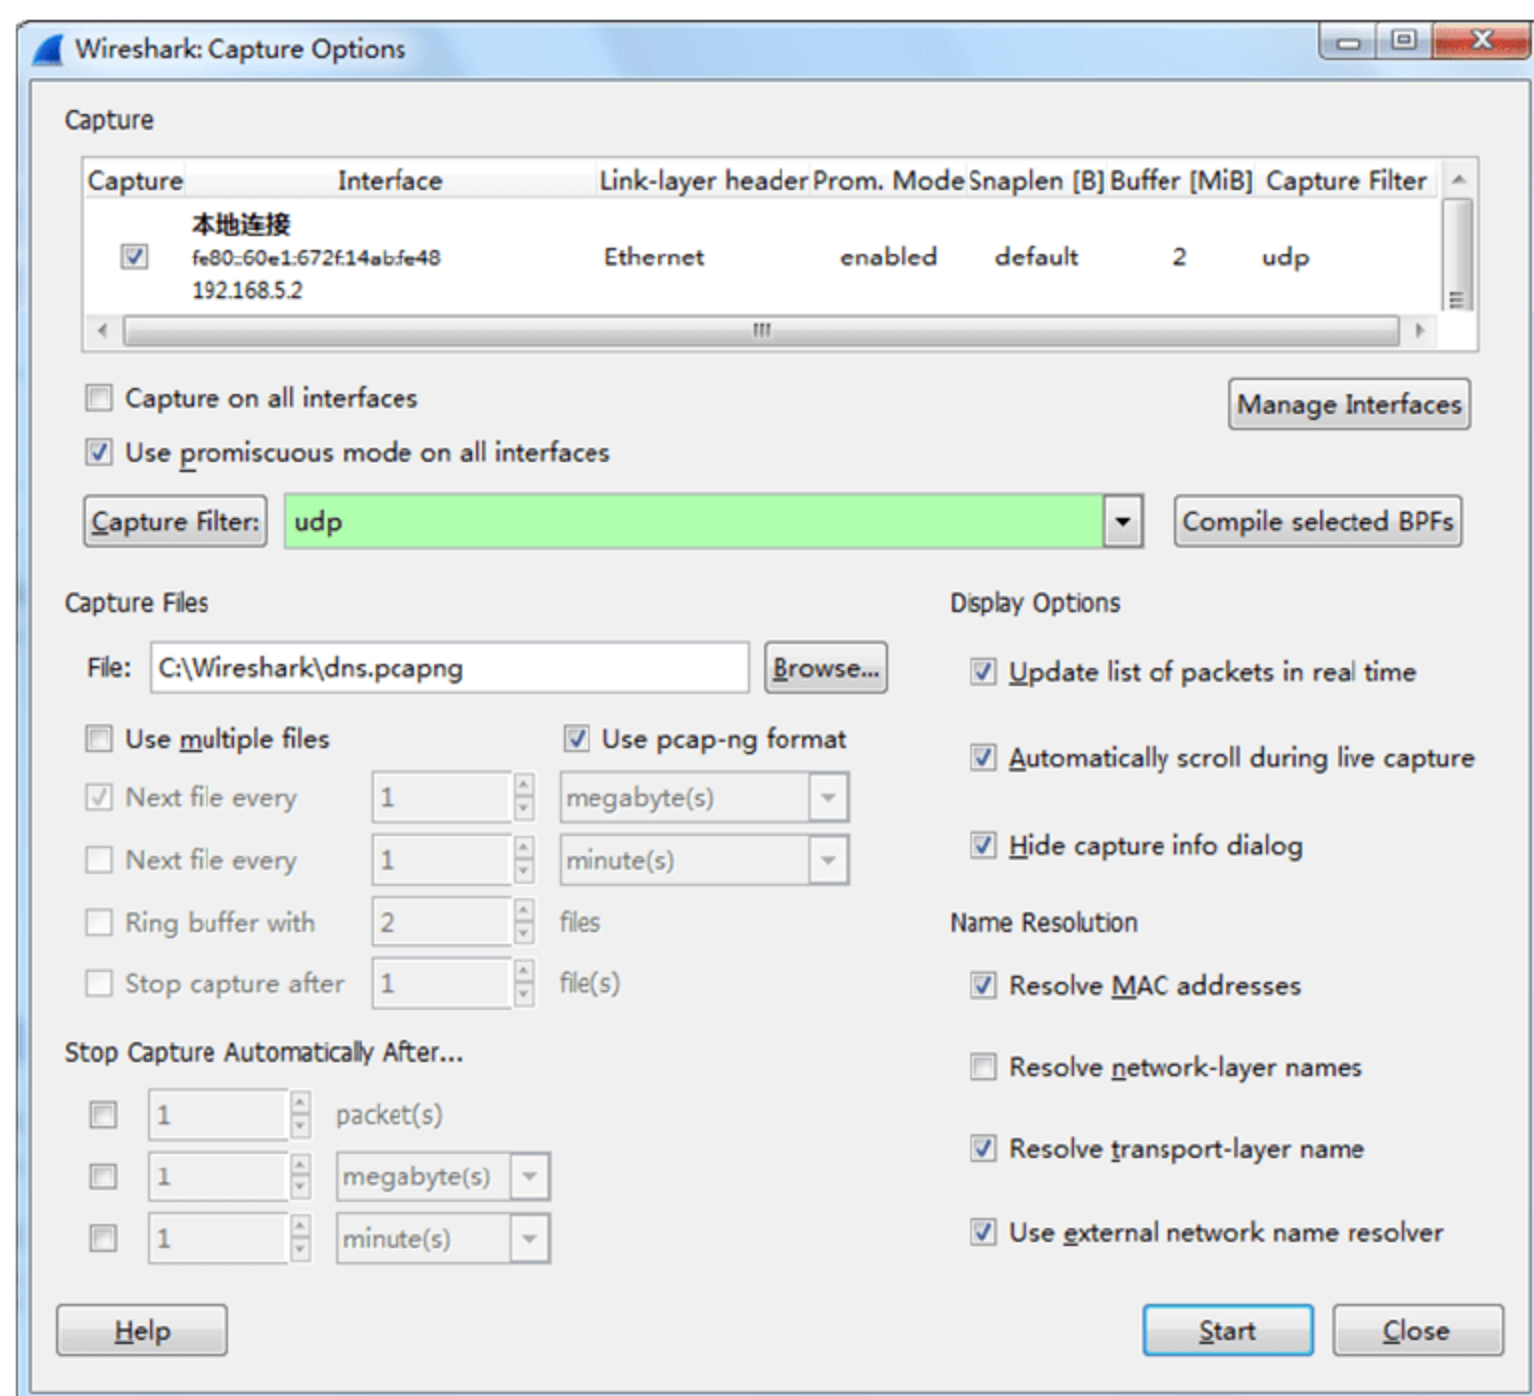 Wireshark: Capture Options
Capture
Capture Interface Link-layer header Prom. Mode Snaplen [B] Buffer [MiB] Capture Filter
本地连接
fe80::60e1:672f:14ab:fe48 Ethernet enabled default 2 udp
192.168.5.2
Capture on all interfaces
Manage Interfaces
Use promiscuous mode on all interfaces
Capture Filter: udp Compile selected BPFs
Capture Files
File: C:\Wireshark\dns.pcapng Browse...
Use multiple files Use pcap-ng format
Next file every 1 megabyte(s)
Next file every 1 minute(s)
Ring buffer with 2 files
Stop capture after 1 file(s)
Stop Capture Automatically After...
1 packet(s)
1 megabyte(s)
1 minute(s)
Display Options
Update list of packets in real time
Automatically scroll during live capture
Hide capture info dialog
Name Resolution
Resolve MAC addresses
Resolve network-layer names
Resolve transport-layer name
Use external network name resolver
Help Start Close